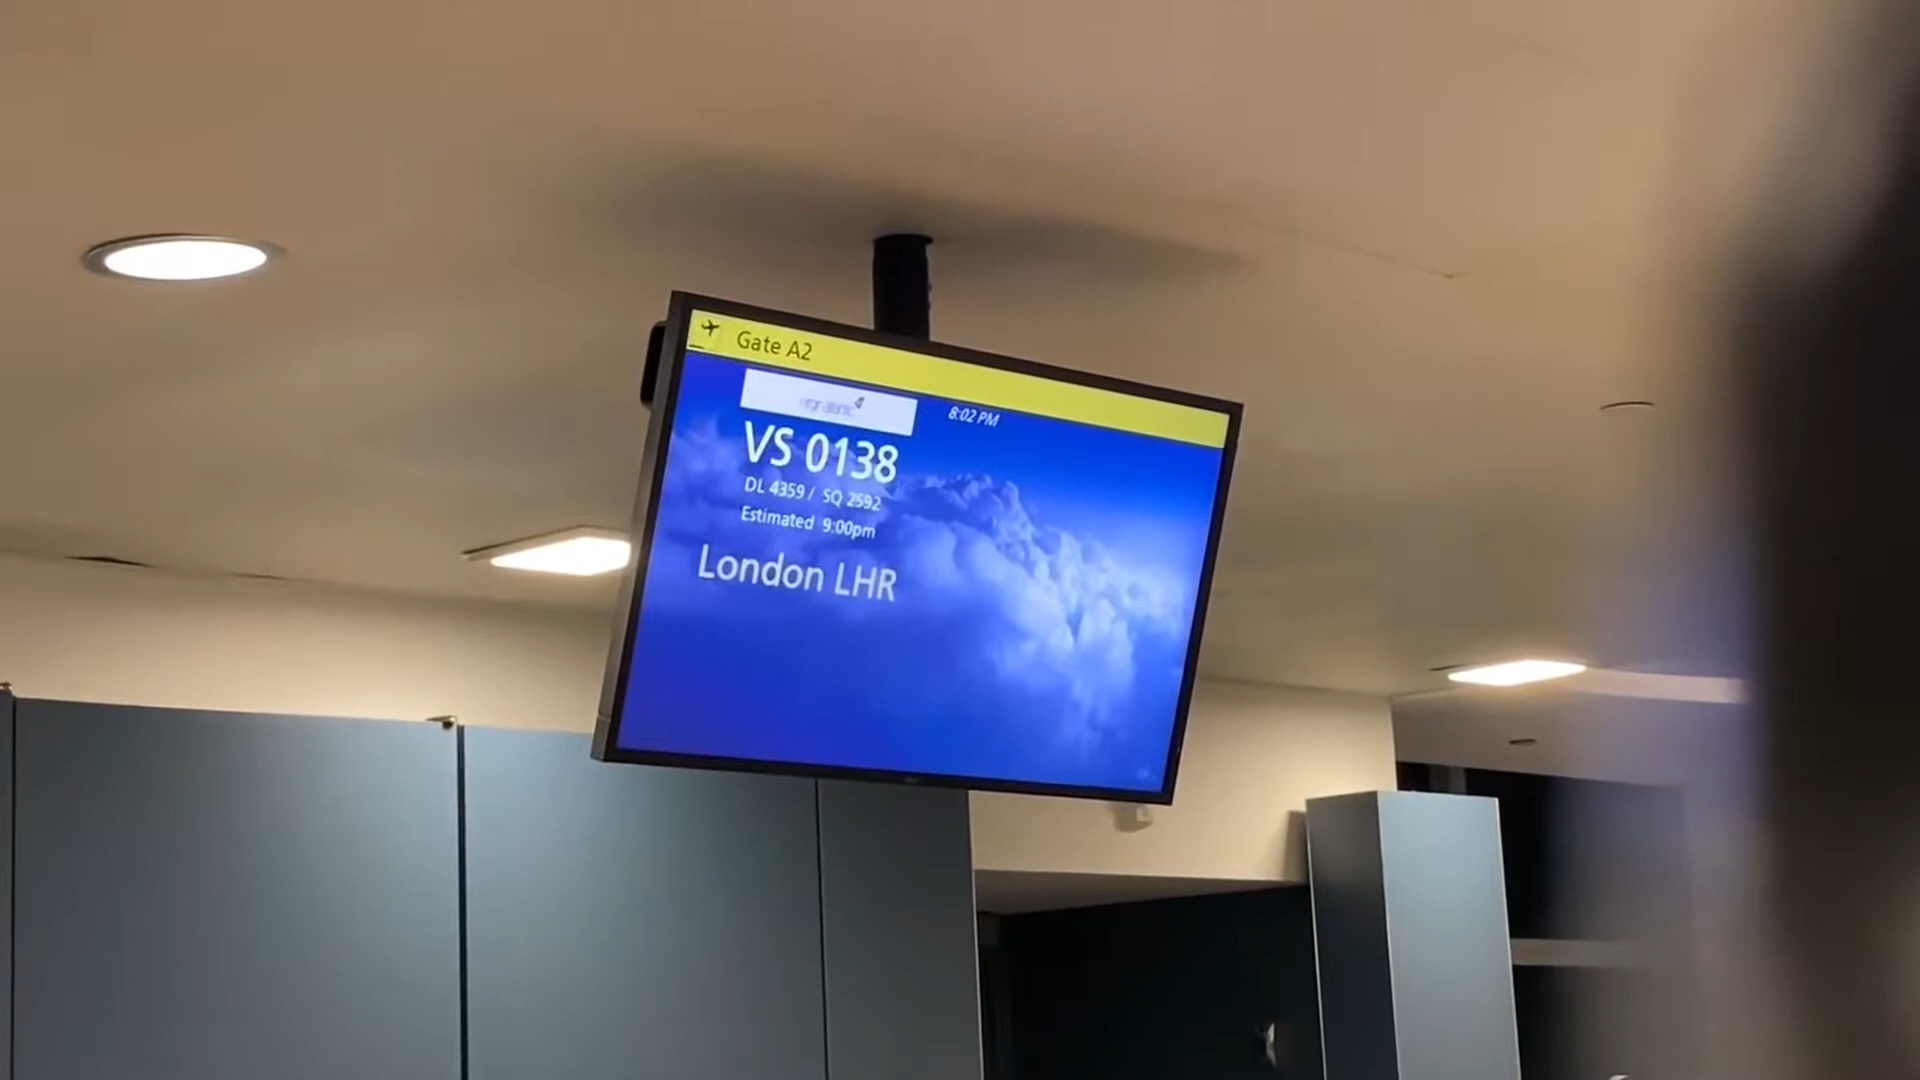 Gate A2
8:02 PM
VS 0138
DL 4359 / SQ 2592
Estimated 9:00pm
London LHR